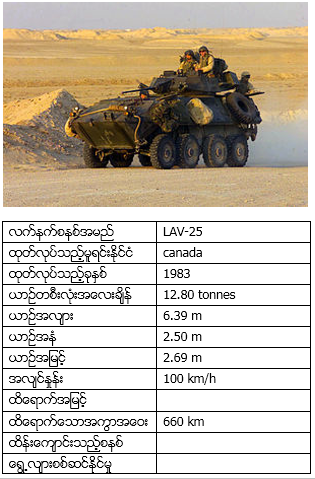 လက်နက်စနစ်အမည် LAV-25
ထုတ်လုပ်သည့်မူရင်းနိုင်ငံ canada
ထုတ်လုပ်သည့်ခုနှစ် 1983
ယာဉ်တစီးလုံးအလေးချိန် 12.80 tonnes
ယာဉ်အလျား 6.39 m
ယာဉ်အနံ 2.50 m
ယာဉ်အမြင့် 2.69 m
အလျင်နှုန်း 100 km/h
ထိရောက်အမြင့်
ထိရောက်သောအကွာအဝေး 660 km
ထိန်းကျောင်းသည့်စနစ်
ရွှေ့လျားစစ်ဆင်နိုင်မှု